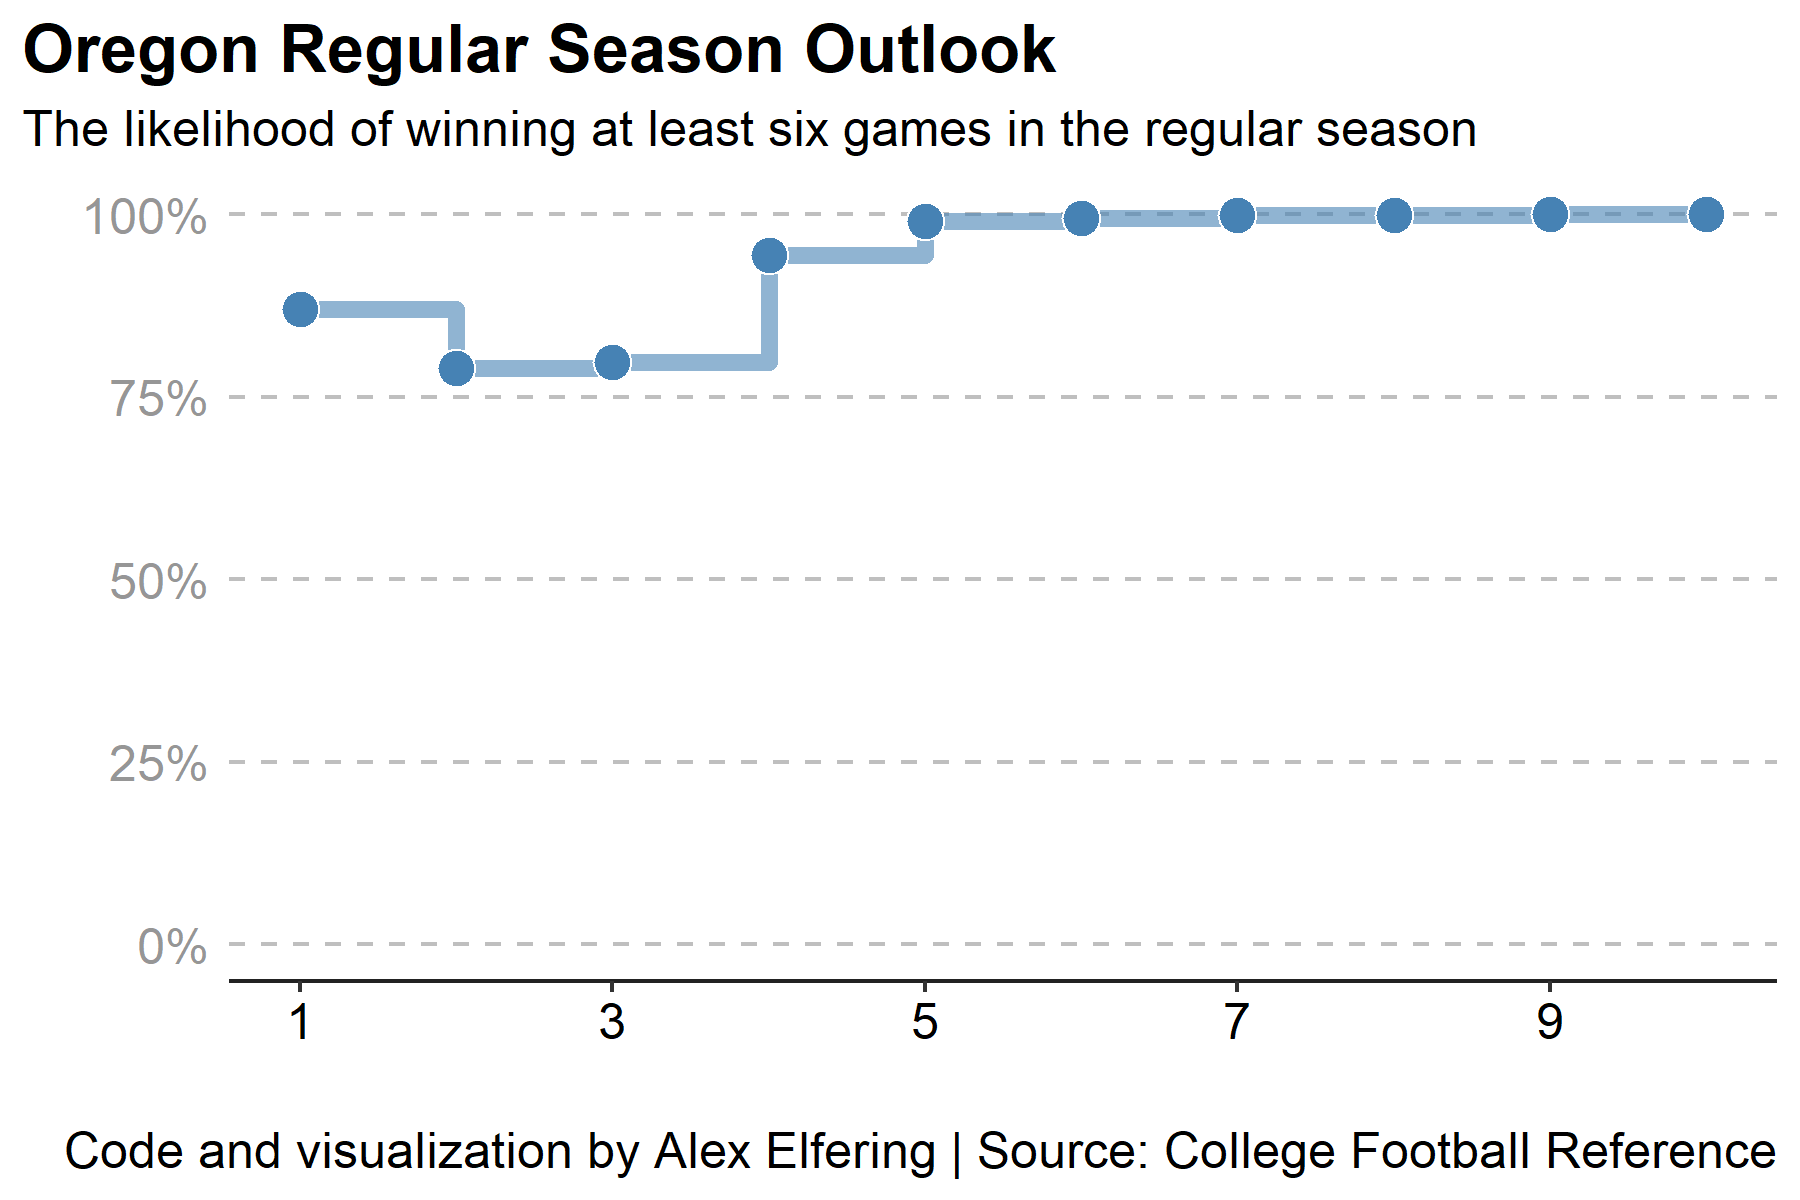 Oregon Regular Season Outlook
The likelihood of winning at least six games in the regular season
100%
75%
50%
25%
0%
1 3 5 7 9
Code and visualization by Alex Elfering | Source: College Football Reference